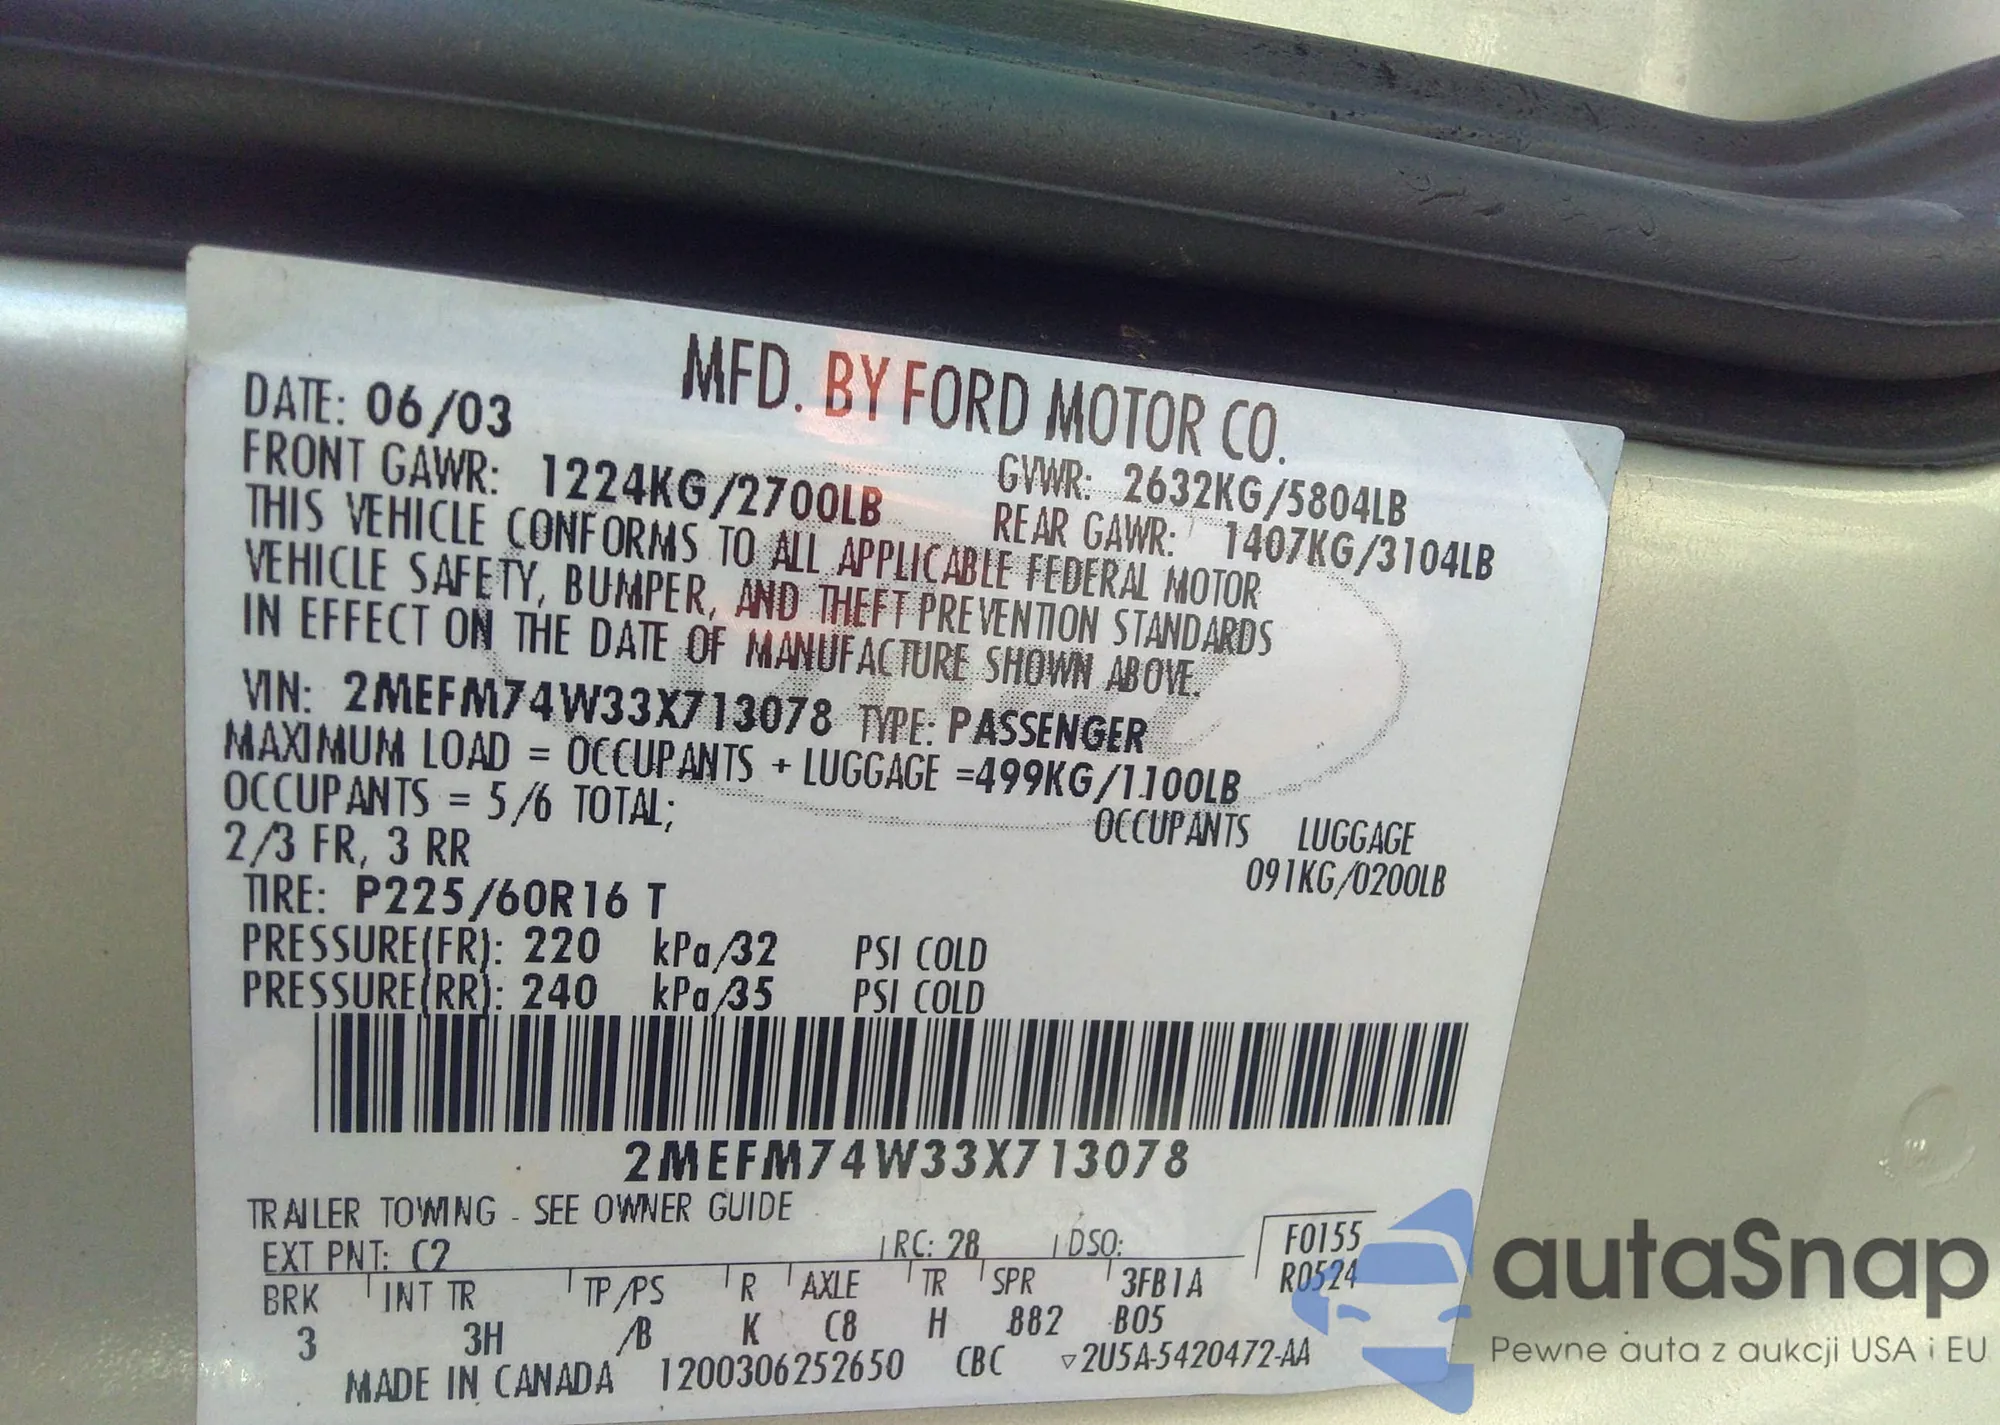 MFD. BY FORD MOTOR CO.
DATE: 06/03
GVWR: 2632KG/5804LB
FRONT GAWR: 1224KG/2700LB
REAR GAWR: 1407KG/3104LB
THIS VEHICLE CONFORMS TO ALL APPLICABLE FEDERAL MOTOR
VEHICLE SAFETY, BUMPER, AND THEFT PREVENTION STANDARDS
IN EFFECT ON THE DATE OF MANUFACTURE SHOWN ABOVE.
VIN: 2MEFM74W33X713078 TYPE: PASSENGER
MAXIMUM LOAD = OCCUPANTS + LUGGAGE =499KG/1100LB
OCCUPANTS = 5/6 TOTAL;
OCCUPANTS LUGGAGE
2/3 FR, 3 RR
091KG/0200LB
TIRE: P225/60R16 T
PRESSURE(FR): 220 kPa/32 PSI COLD
PRESSURE(RR): 240 kPa/35 PSI COLD
2MEFM74W33X713078
TRAILER TOWING - SEE OWNER GUIDE
EXT PNT: C2 RC: 28 DSO: F0155
R0524
BRK INT TR TP/PS R AXLE TR SPR 3FB1A
3 3H /B K C8 H 882 B05
MADE IN CANADA 1200306252650 CBC ▽2U5A-5420472-AA
autaSnap
Pewne auta z aukcji USA i EU